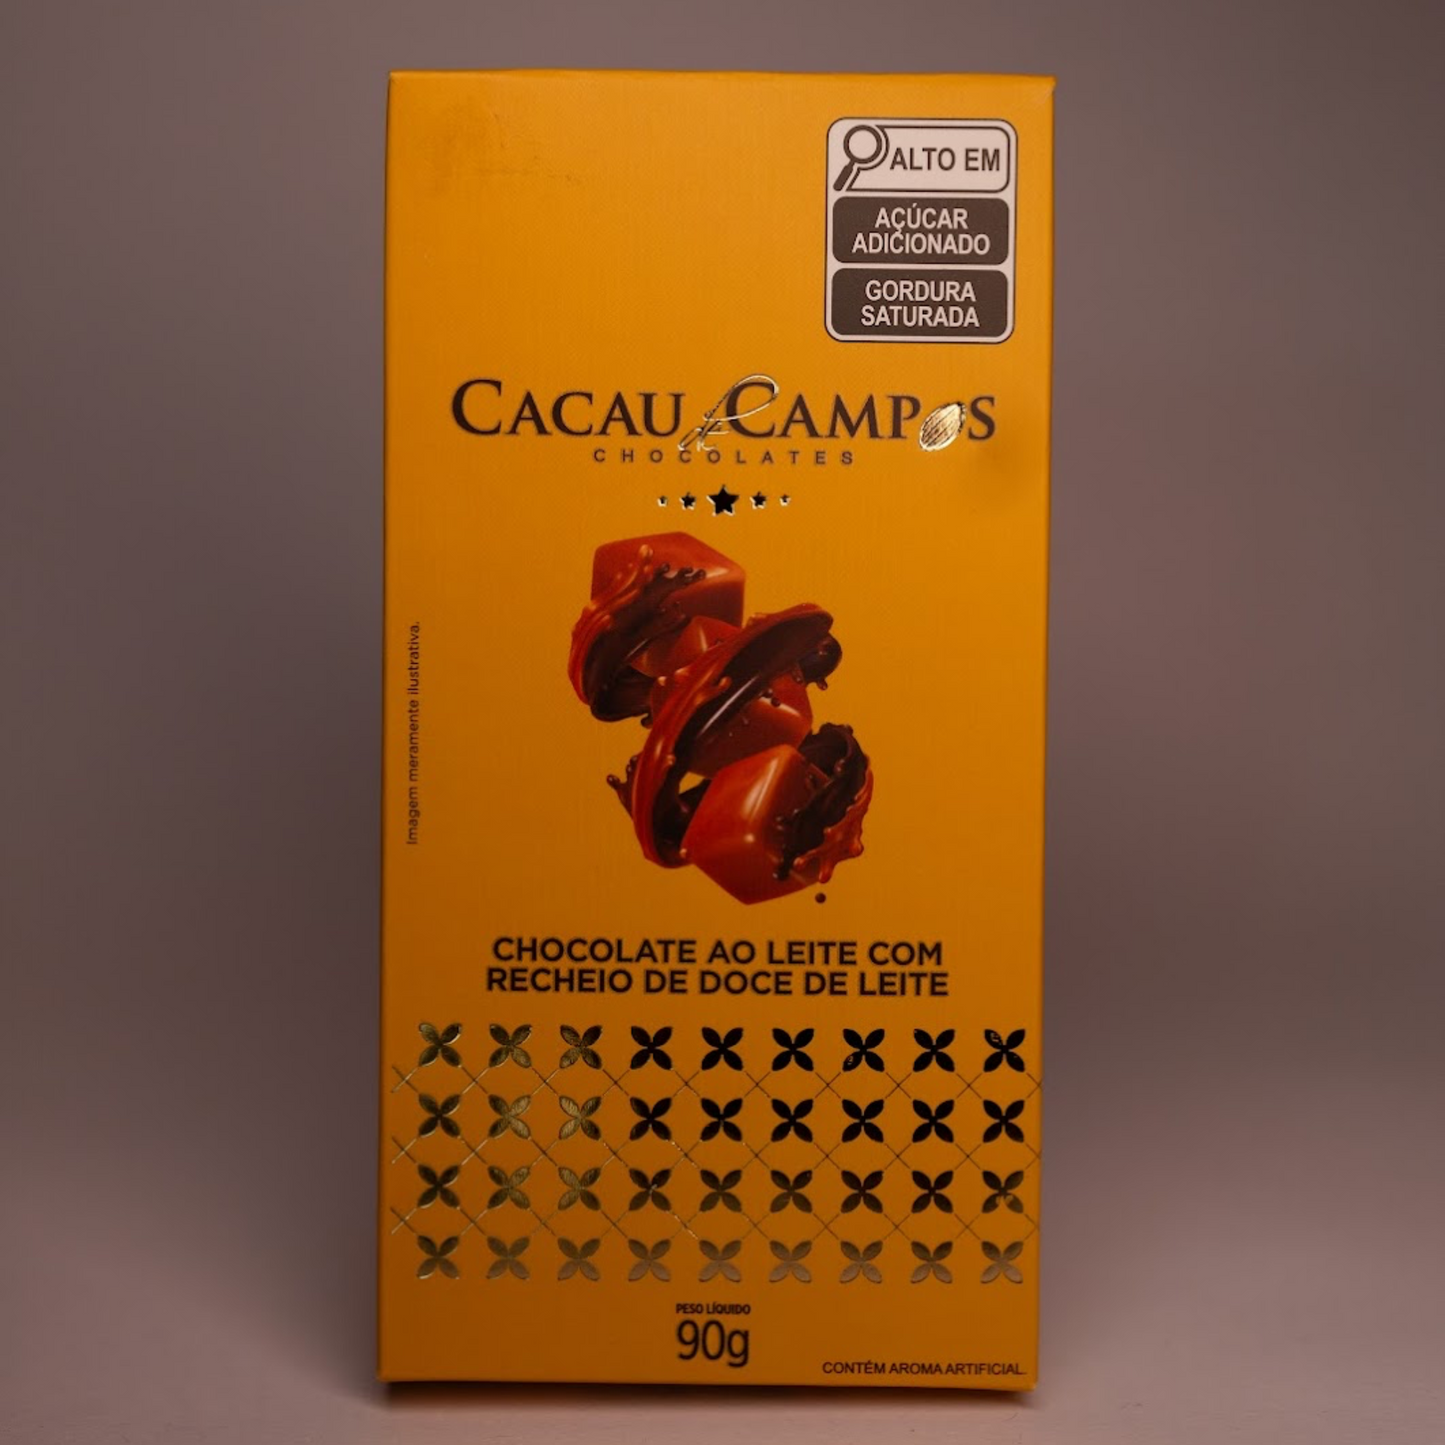 ALTO EM
AÇÚCAR
ADICIONADO
GORDURA
SATURADA
CACAU de CAMPOS
CHOCOLATES
Imagem meramente ilustrativa.
CHOCOLATE AO LEITE COM
RECHEIO DE DOCE DE LEITE
PESO LÍQUIDO
90g
CONTÉM AROMA ARTIFICIAL.